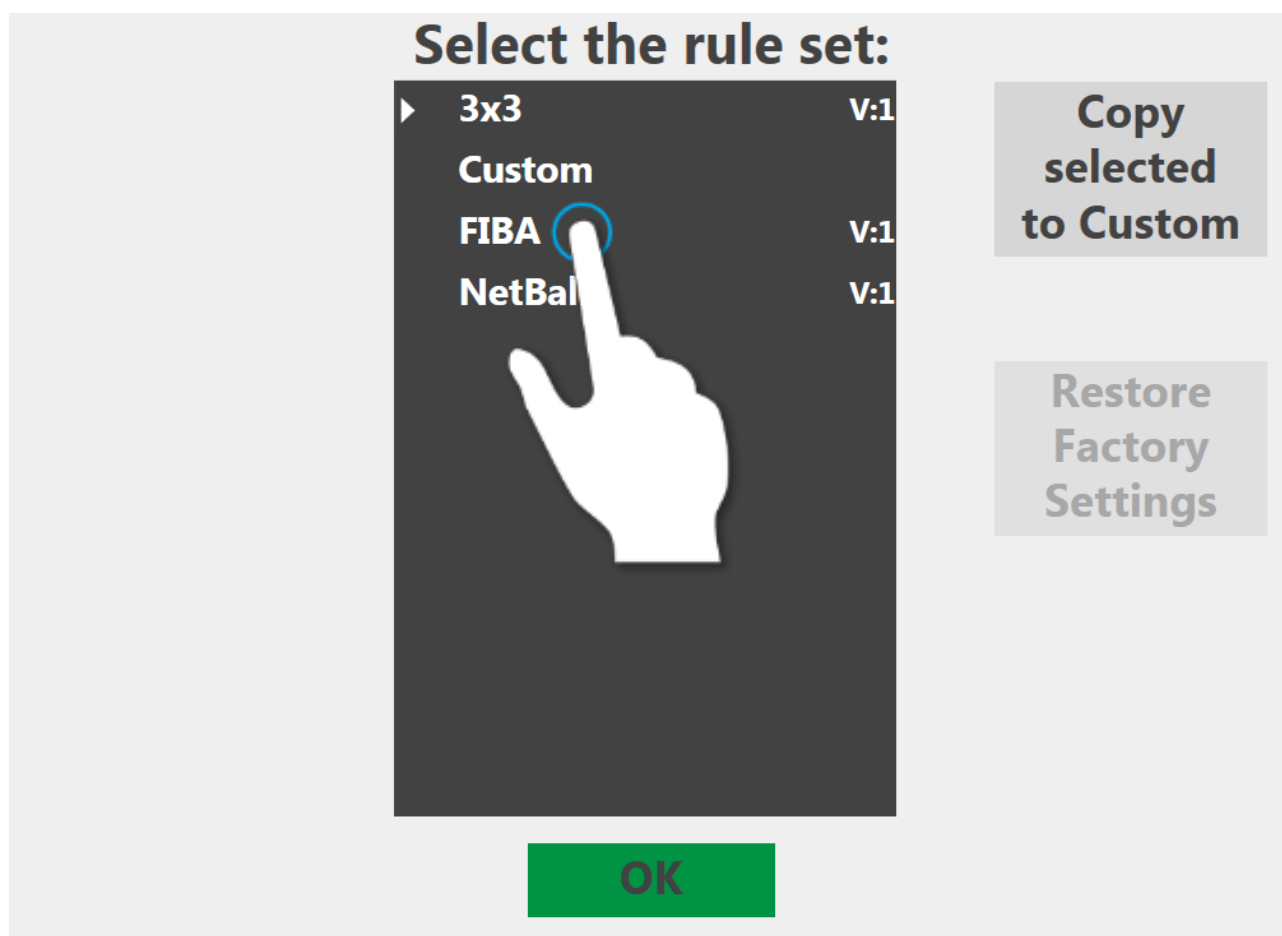 Select the rule set:
3x3 V:1
Custom
FIBA V:1
NetBal V:1
Copy
selected
to Custom
Restore
Factory
Settings
OK